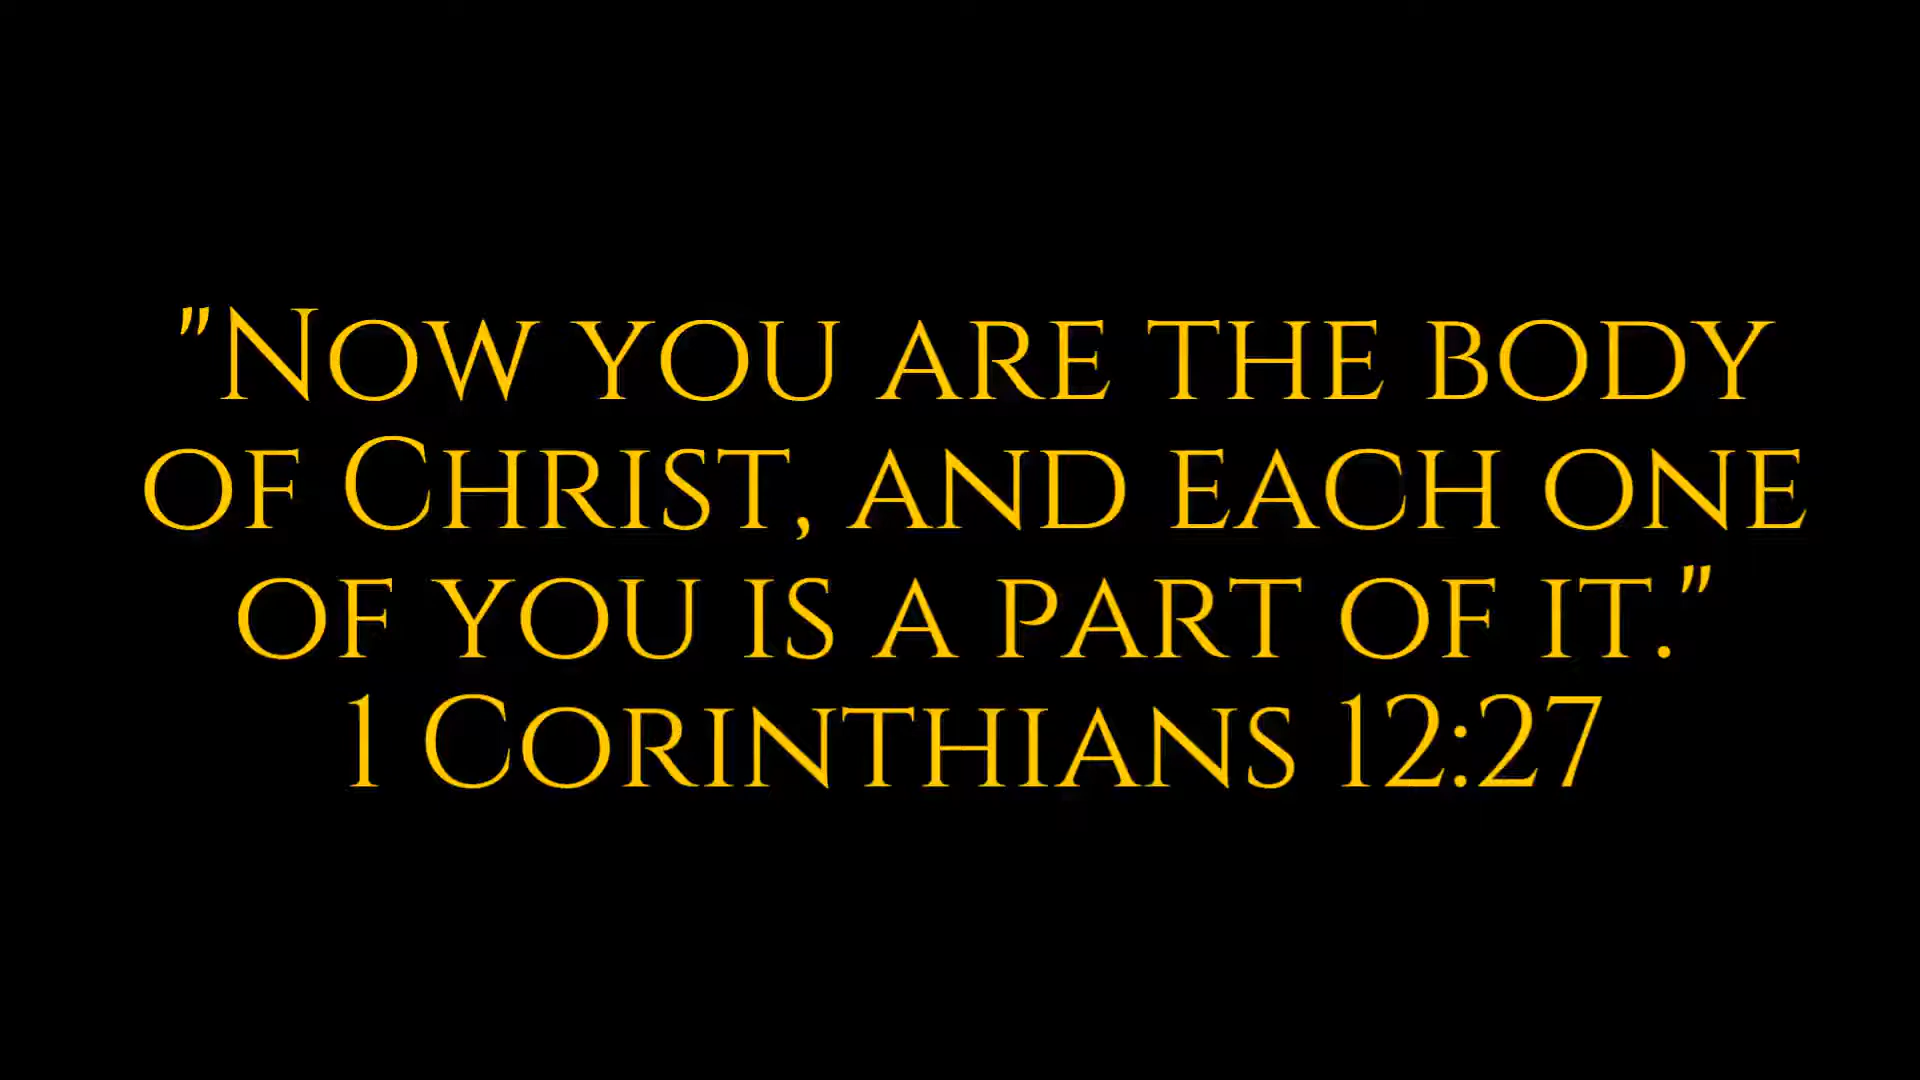 "Now you are the body
of Christ, and each one
of you is a part of it."
1 Corinthians 12:27